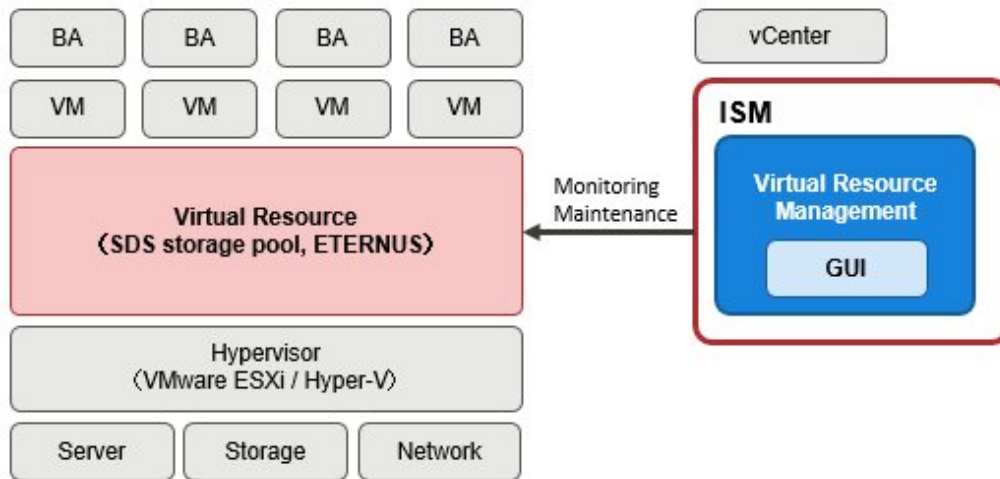 BA
BA
BA
BA
vCenter
VM
VM
VM
VM
ISM
Virtual Resource
（SDS storage pool, ETERNUS）
Monitoring
Maintenance
Virtual Resource
Management
GUI
Hypervisor
（VMware ESXi / Hyper-V）
Server
Storage
Network